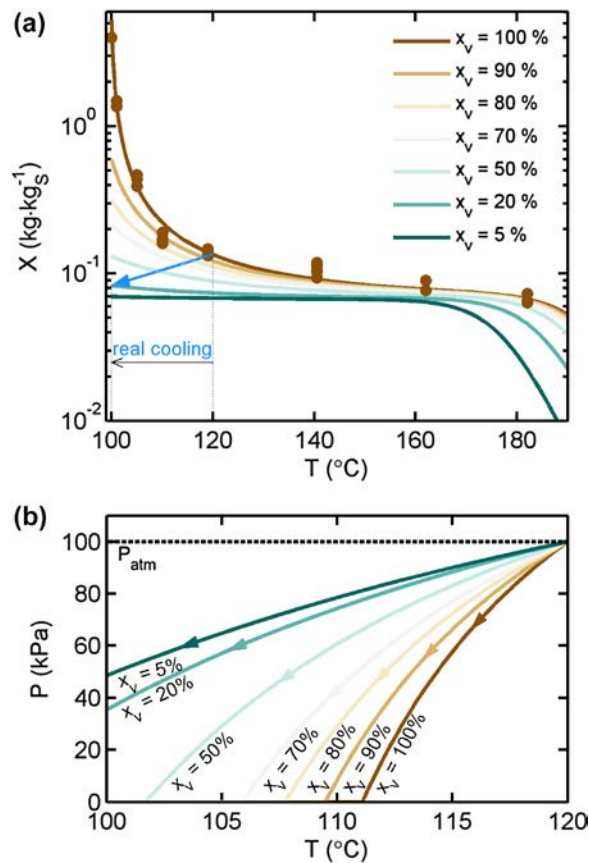 (a)
X (kg·kg_S^-1)
10^0
10^-1
10^-2
x_v = 100 %
x_v = 90 %
x_v = 80 %
x_v = 70 %
x_v = 50 %
x_v = 20 %
x_v = 5 %
real cooling
100 120 140 160 180
T (°C)
(b)
P (kPa)
100
80
60
40
20
0
P_atm
x_v = 5%
x_v = 20%
x_v = 50%
x_v = 70%
x_v = 80%
x_v = 90%
x_v = 100%
100 105 110 115 120
T (°C)